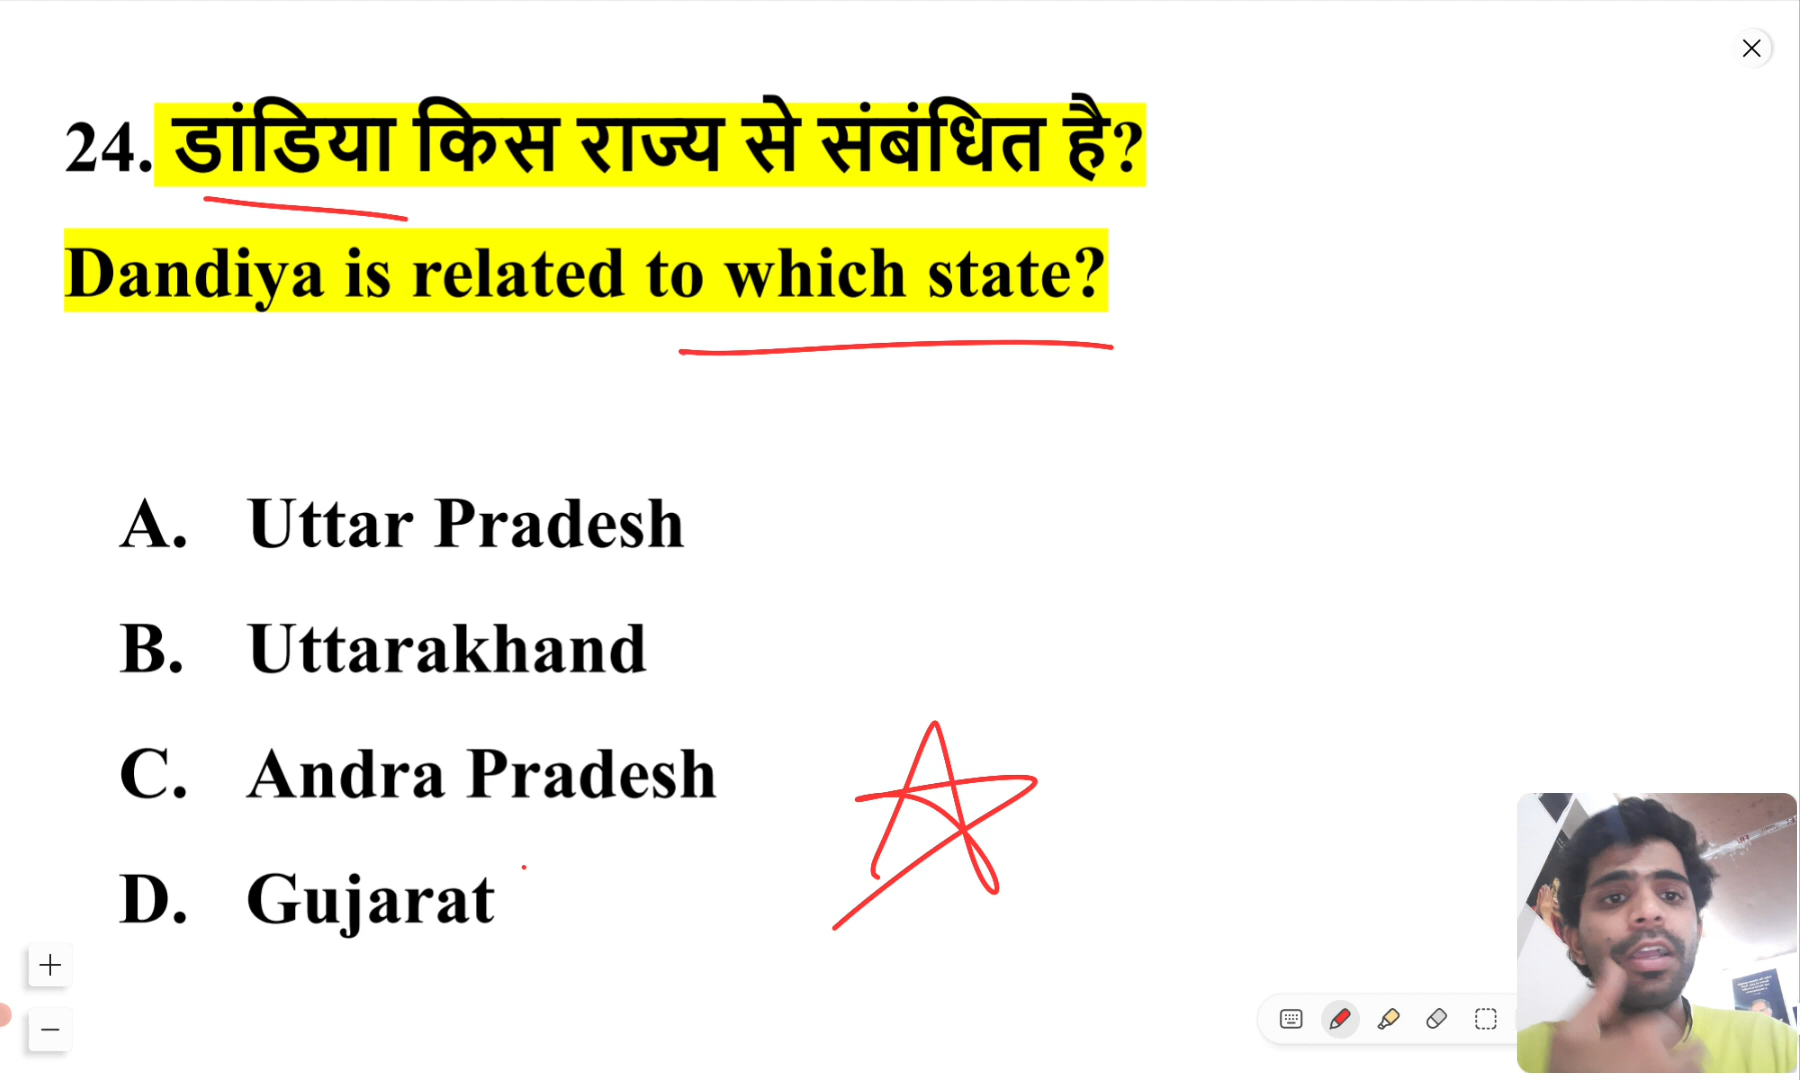 24. डांडिया किस राज्य से संबंधित है?
Dandiya is related to which state?
A. Uttar Pradesh
B. Uttarakhand
C. Andra Pradesh
D. Gujarat